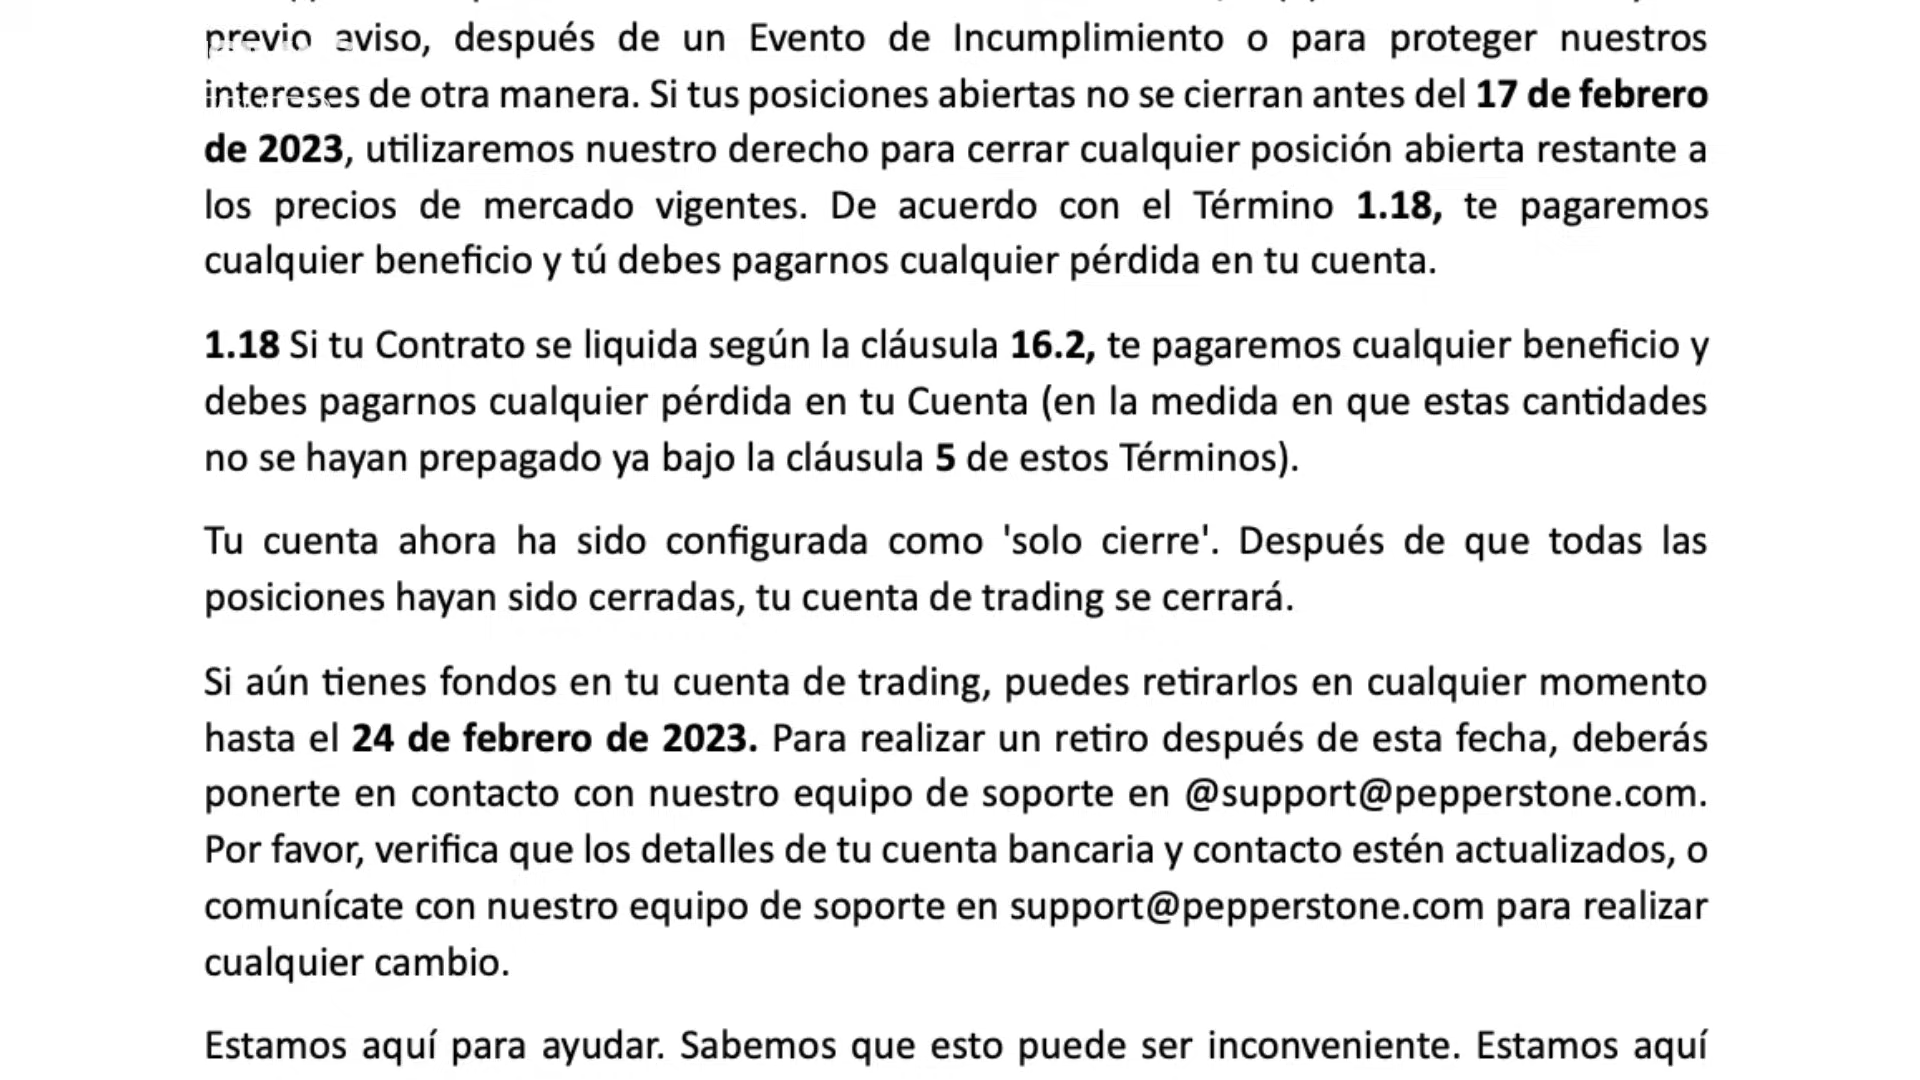 previo aviso, después de un Evento de Incumplimiento o para proteger nuestros
intereses de otra manera. Si tus posiciones abiertas no se cierran antes del 17 de febrero
de 2023, utilizaremos nuestro derecho para cerrar cualquier posición abierta restante a
los precios de mercado vigentes. De acuerdo con el Término 1.18, te pagaremos
cualquier beneficio y tú debes pagarnos cualquier pérdida en tu cuenta.
1.18 Si tu Contrato se liquida según la cláusula 16.2, te pagaremos cualquier beneficio y
debes pagarnos cualquier pérdida en tu Cuenta (en la medida en que estas cantidades
no se hayan prepagado ya bajo la cláusula 5 de estos Términos).
Tu cuenta ahora ha sido configurada como 'solo cierre'. Después de que todas las
posiciones hayan sido cerradas, tu cuenta de trading se cerrará.
Si aún tienes fondos en tu cuenta de trading, puedes retirarlos en cualquier momento
hasta el 24 de febrero de 2023. Para realizar un retiro después de esta fecha, deberás
ponerte en contacto con nuestro equipo de soporte en @support@pepperstone.com.
Por favor, verifica que los detalles de tu cuenta bancaria y contacto estén actualizados, o
comunícate con nuestro equipo de soporte en support@pepperstone.com para realizar
cualquier cambio.
Estamos aquí para ayudar. Sabemos que esto puede ser inconveniente. Estamos aquí